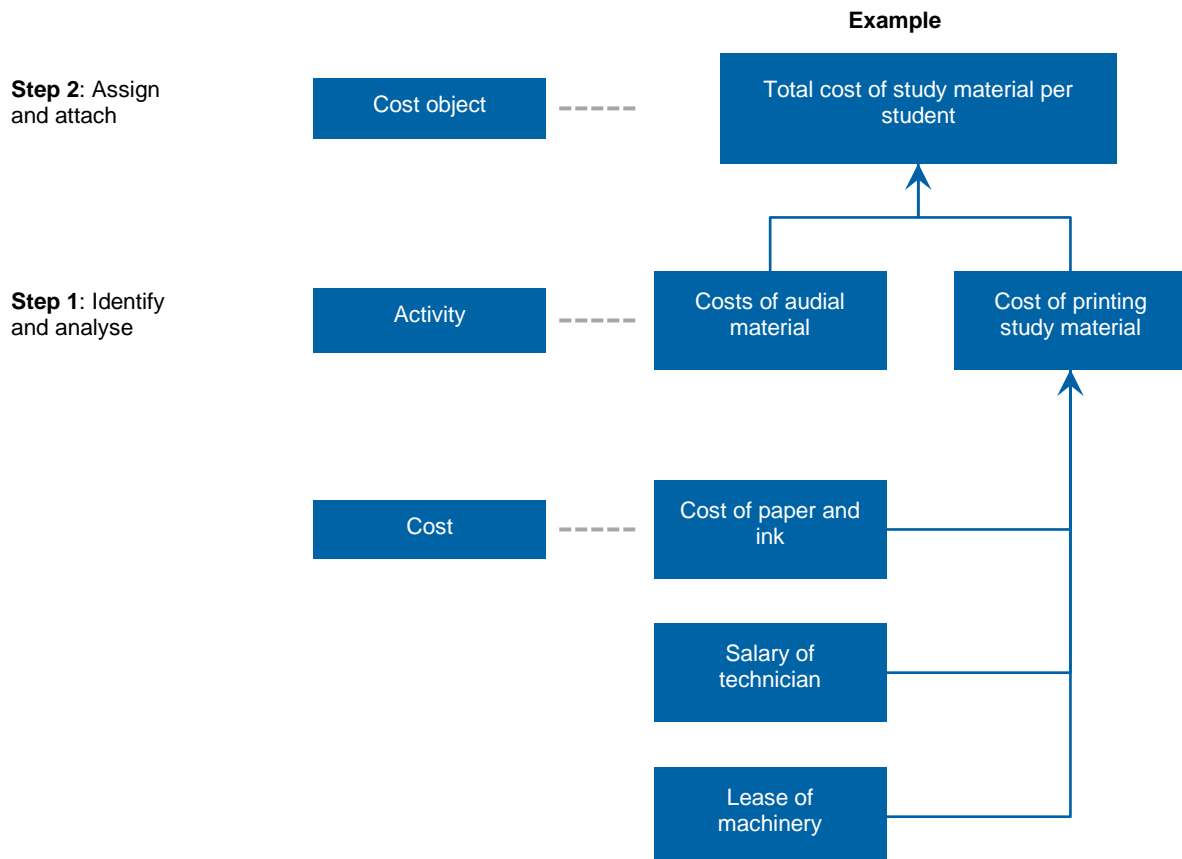 Example
Step 2: Assign
and attach
Cost object
Total cost of study material per
student
Step 1: Identify
and analyse
Activity
Costs of audial
material
Cost of printing
study material
Cost
Cost of paper and
ink
Salary of
technician
Lease of
machinery